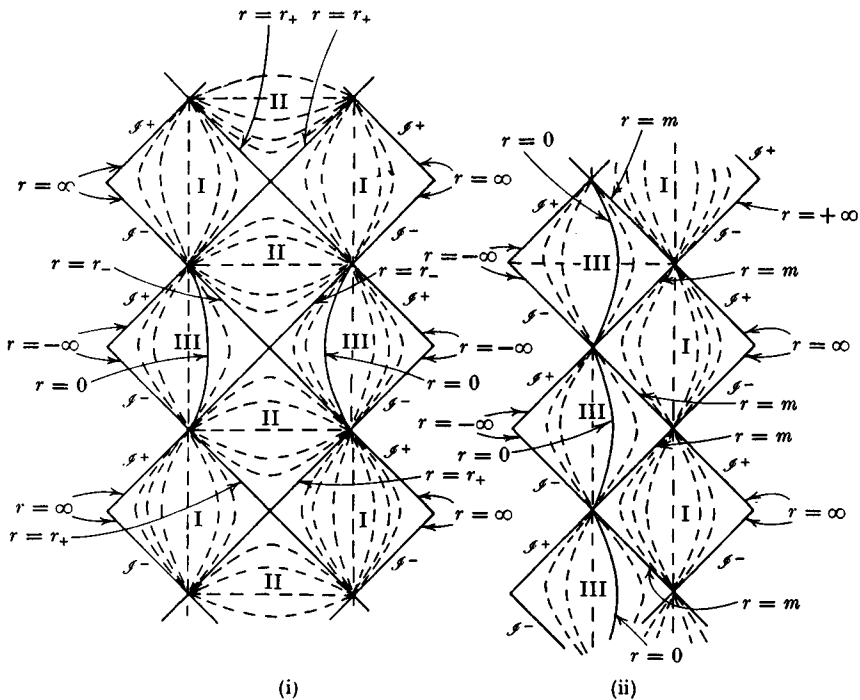 r = r₊ r = r₊
II
𝓘⁺ 𝓘⁺
r = ∞ I I r = ∞
𝓘⁻ 𝓘⁻
r = r₋ II r = r₋
𝓘⁺ 𝓘⁺
r = −∞ III III r = −∞
r = 0 r = 0
𝓘⁻ 𝓘⁻
II
𝓘⁺ r = r₊ 𝓘⁺
r = ∞ I I r = ∞
r = r₊
𝓘⁻ 𝓘⁻
II
(i)
r = m
r = 0
I 𝓘⁺
𝓘⁺ r = +∞
r = −∞ III 𝓘⁻
r = m
𝓘⁻ 𝓘⁺
I r = ∞
𝓘⁺ 𝓘⁻
III r = m
r = −∞
r = 0 r = m
𝓘⁻ 𝓘⁺
I r = ∞
𝓘⁺ 𝓘⁻
III
r = m
𝓘⁻
r = 0
(ii)